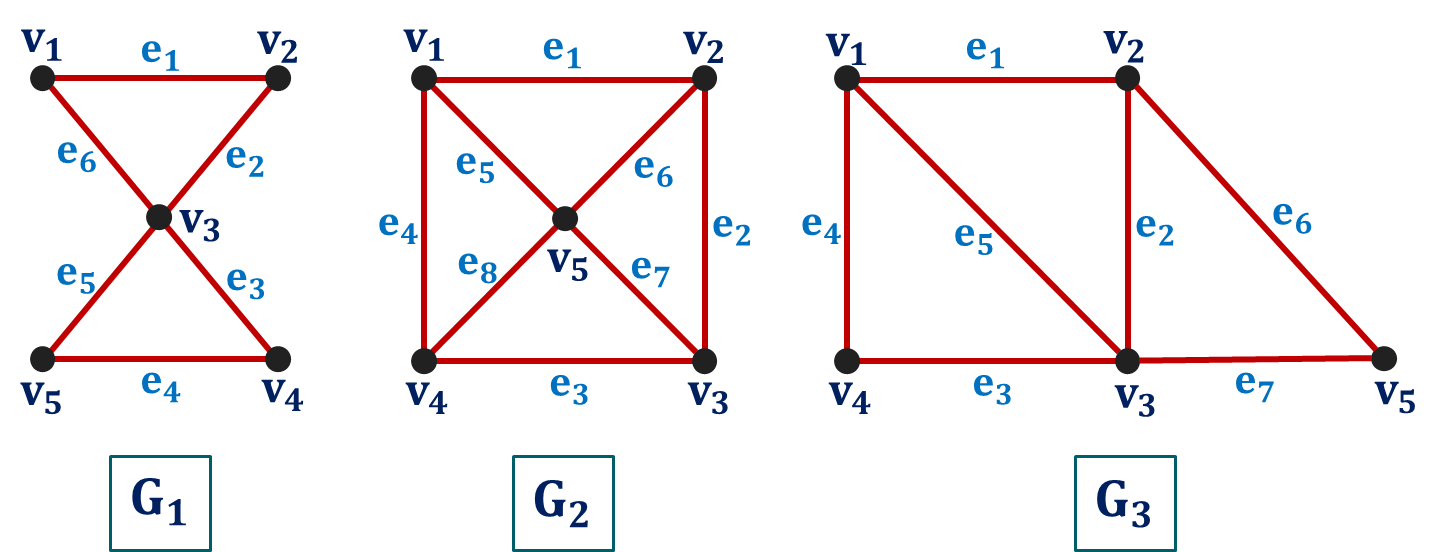 v₁ e₁ v₂
e₆ e₂
v₃
e₅ e₃
v₅ e₄ v₄
G₁
v₁ e₁ v₂
e₅ e₆
e₄ v₅ e₂
e₈ e₇
v₄ e₃ v₃
G₂
v₁ e₁ v₂
e₄ e₅ e₂ e₆
v₄ e₃ v₃ e₇ v₅
G₃